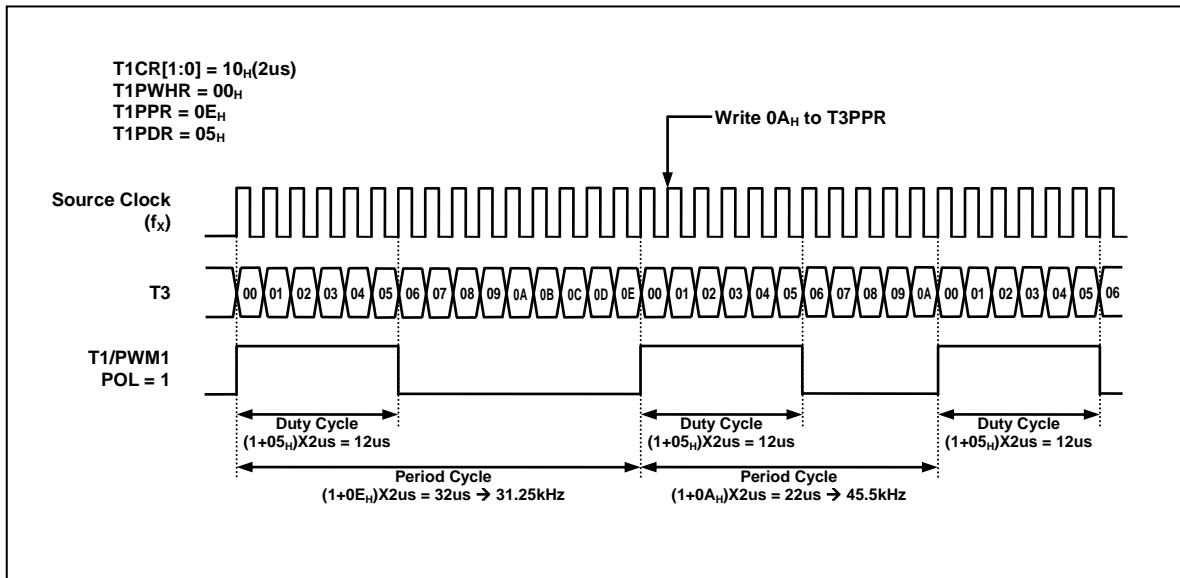 T1CR[1:0] = 10H(2us)
T1PWHR = 00H
T1PPR = 0EH
T1PDR = 05H
Write 0AH to T3PPR
Source Clock
(fX)
T3
00 01 02 03 04 05 06 07 08 09 0A 0B 0C 0D 0E 00 01 02 03 04 05 06 07 08 09 0A 00 01 02 03 04 05 06
T1/PWM1
POL = 1
Duty Cycle
(1+05H)X2us = 12us
Duty Cycle
(1+05H)X2us = 12us
Duty Cycle
(1+05H)X2us = 12us
Period Cycle
(1+0EH)X2us = 32us → 31.25kHz
Period Cycle
(1+0AH)X2us = 22us → 45.5kHz